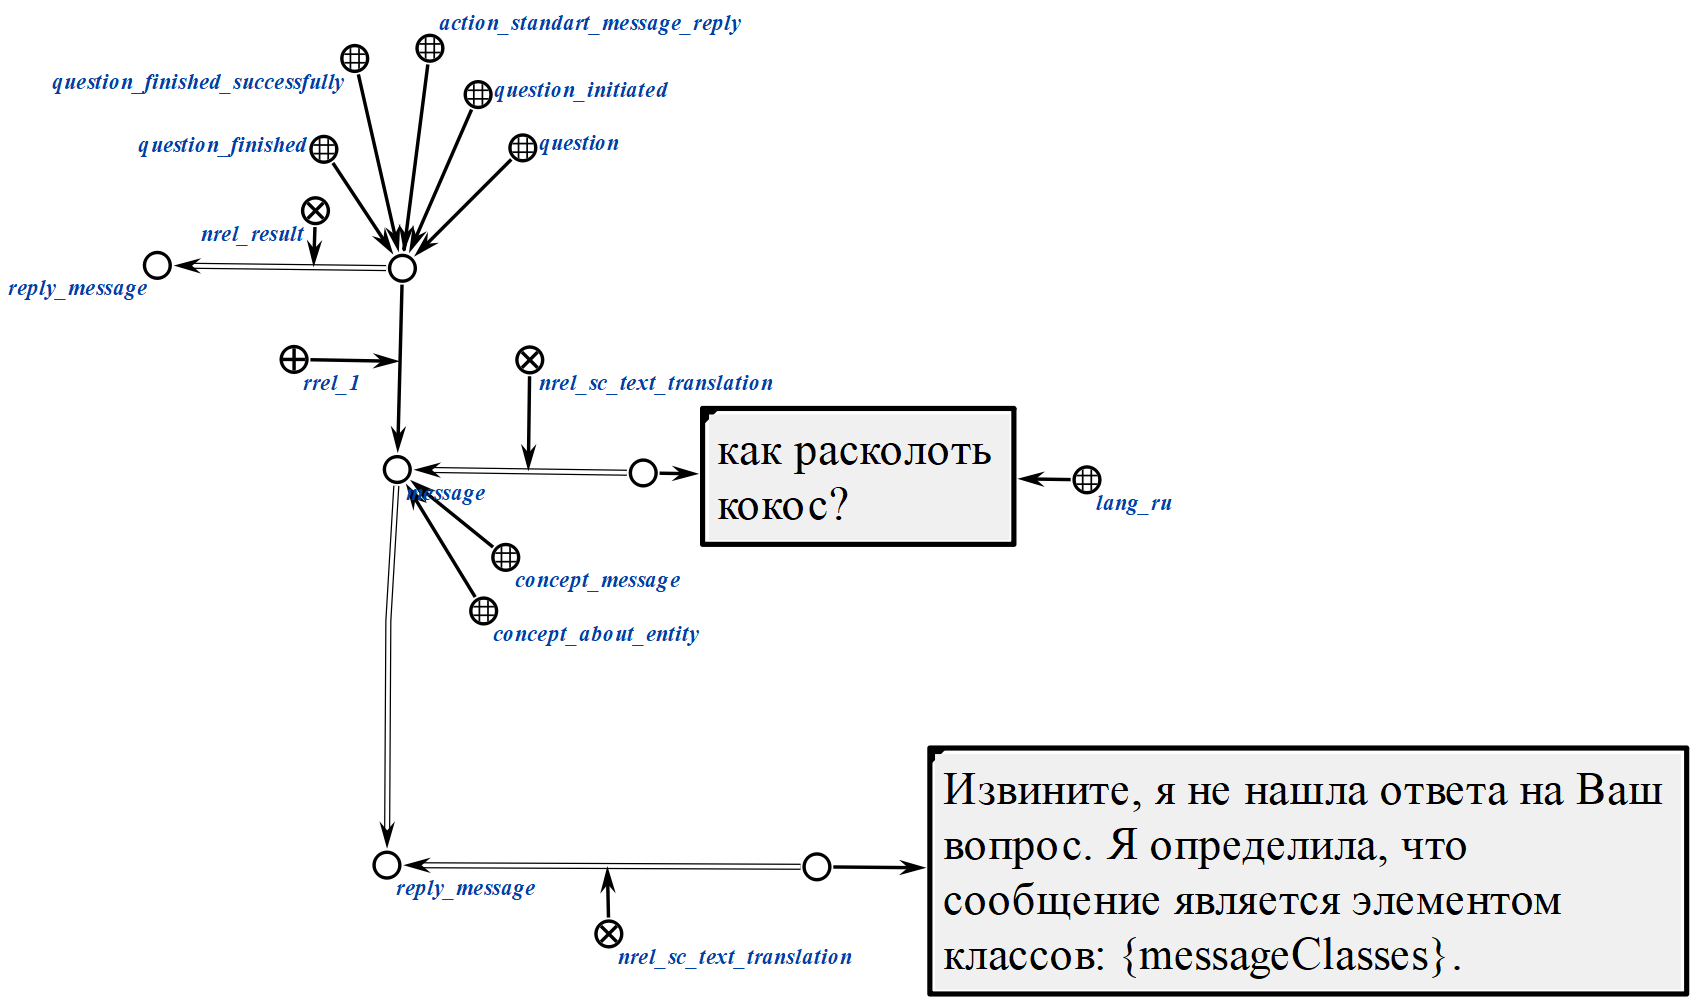 action_standart_message_reply
question_finished_successfully
question_initiated
question_finished
question
nrel_result
reply_message
rrel_1
nrel_sc_text_translation
как расколоть
кокос?
message
lang_ru
concept_message
concept_about_entity
Извините, я не нашла ответа на Ваш
вопрос. Я определила, что
сообщение является элементом
классов: {messageClasses}.
reply_message
nrel_sc_text_translation